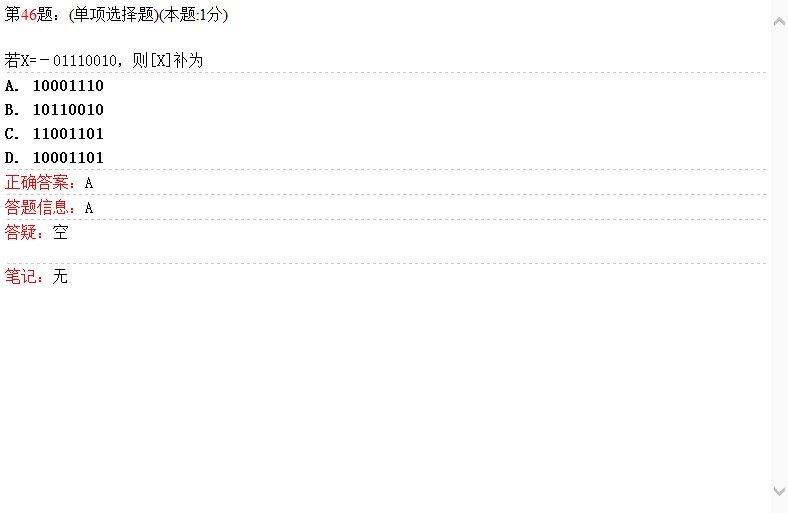 第46题：(单项选择题)(本题:1分)
若X=－01110010，则[X]补为
A. 10001110
B. 10110010
C. 11001101
D. 10001101
正确答案：A
答题信息：A
答疑：空
笔记：无